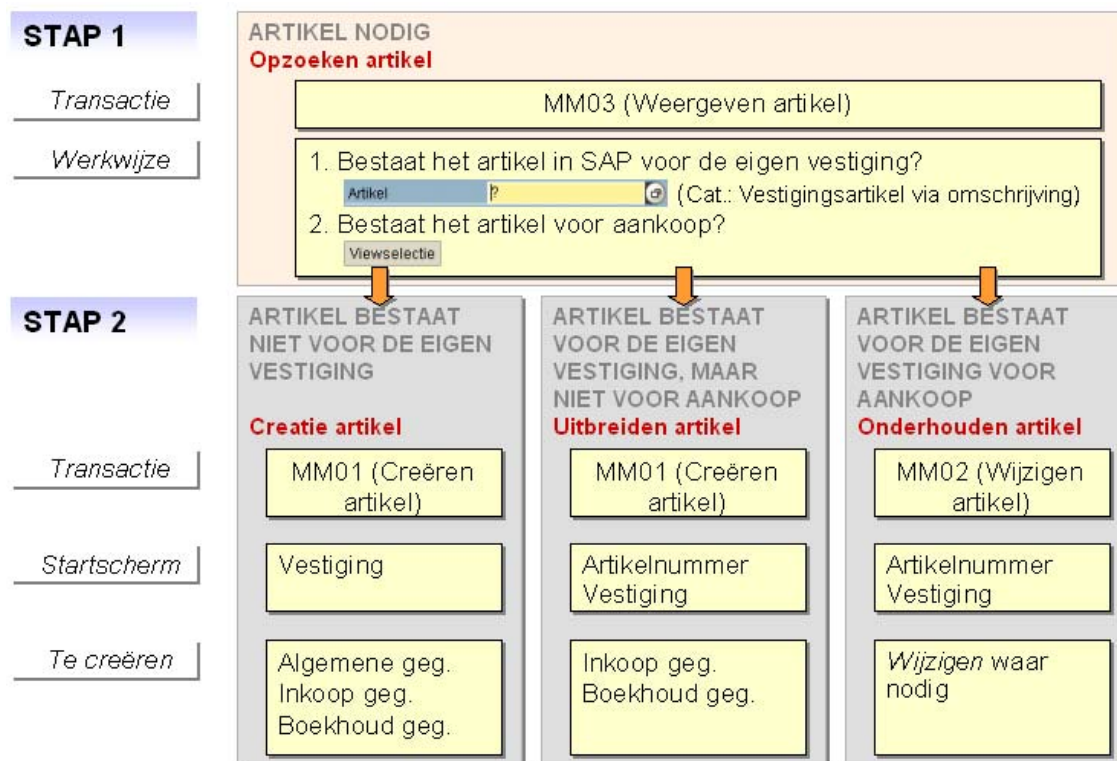 STAP 1
ARTIKEL NODIG
Opzoeken artikel
Transactie
MM03 (Weergeven artikel)
Werkwijze
1. Bestaat het artikel in SAP voor de eigen vestiging?
Artikel ? (Cat.: Vestigingsartikel via omschrijving)
2. Bestaat het artikel voor aankoop?
Viewselectie
STAP 2
ARTIKEL BESTAAT
NIET VOOR DE EIGEN
VESTIGING
Creatie artikel
ARTIKEL BESTAAT
VOOR DE EIGEN
VESTIGING, MAAR
NIET VOOR AANKOOP
Uitbreiden artikel
ARTIKEL BESTAAT
VOOR DE EIGEN
VESTIGING VOOR
AANKOOP
Onderhouden artikel
Transactie
MM01 (Creëren
artikel)
MM01 (Creëren
artikel)
MM02 (Wijzigen
artikel)
Startscherm
Vestiging
Artikelnummer
Vestiging
Artikelnummer
Vestiging
Te creëren
Algemene geg.
Inkoop geg.
Boekhoud geg.
Inkoop geg.
Boekhoud geg.
Wijzigen waar
nodig